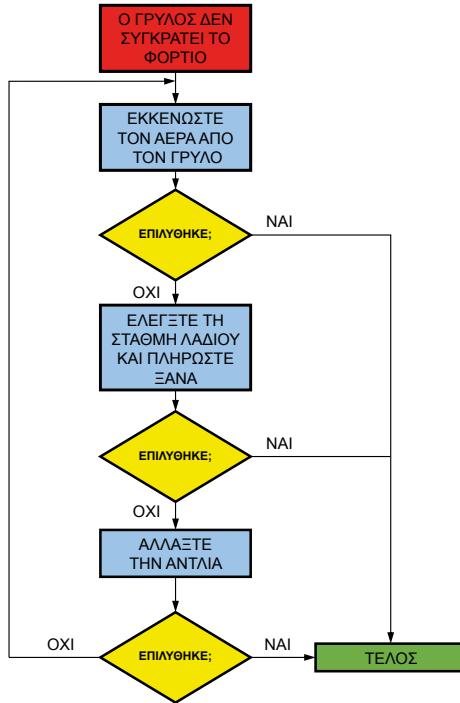 Ο ΓΡΥΛΟΣ ΔΕΝ
ΣΥΓΚΡΑΤΕΙ ΤΟ
ΦΟΡΤΙΟ
ΕΚΚΕΝΩΣΤΕ
ΤΟΝ ΑΕΡΑ ΑΠΟ
ΤΟΝ ΓΡΥΛΟ
ΕΠΙΛΥΘΗΚΕ;
ΝΑΙ
ΟΧΙ
ΕΛΕΓΞΤΕ ΤΗ
ΣΤΑΘΜΗ ΛΑΔΙΟΥ
ΚΑΙ ΠΛΗΡΩΣΤΕ
ΞΑΝΑ
ΕΠΙΛΥΘΗΚΕ;
ΝΑΙ
ΟΧΙ
ΑΛΛΑΞΤΕ
ΤΗΝ ΑΝΤΛΙΑ
ΟΧΙ
ΕΠΙΛΥΘΗΚΕ;
ΝΑΙ
ΤΕΛΟΣ